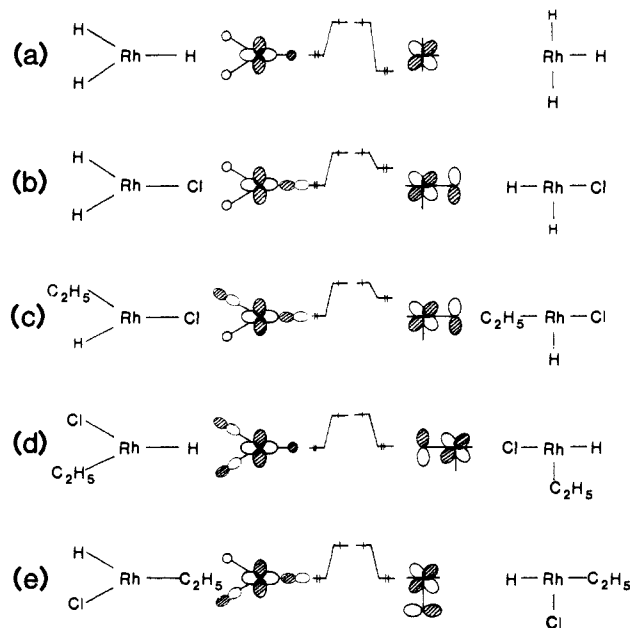 (a) H H Rh H H Rh H H
(b) H H Rh Cl H Rh Cl H
(c) C2H5 H Rh Cl C2H5 Rh Cl H
(d) Cl C2H5 Rh H Cl Rh H C2H5
(e) H Cl Rh C2H5 H Rh C2H5 Cl